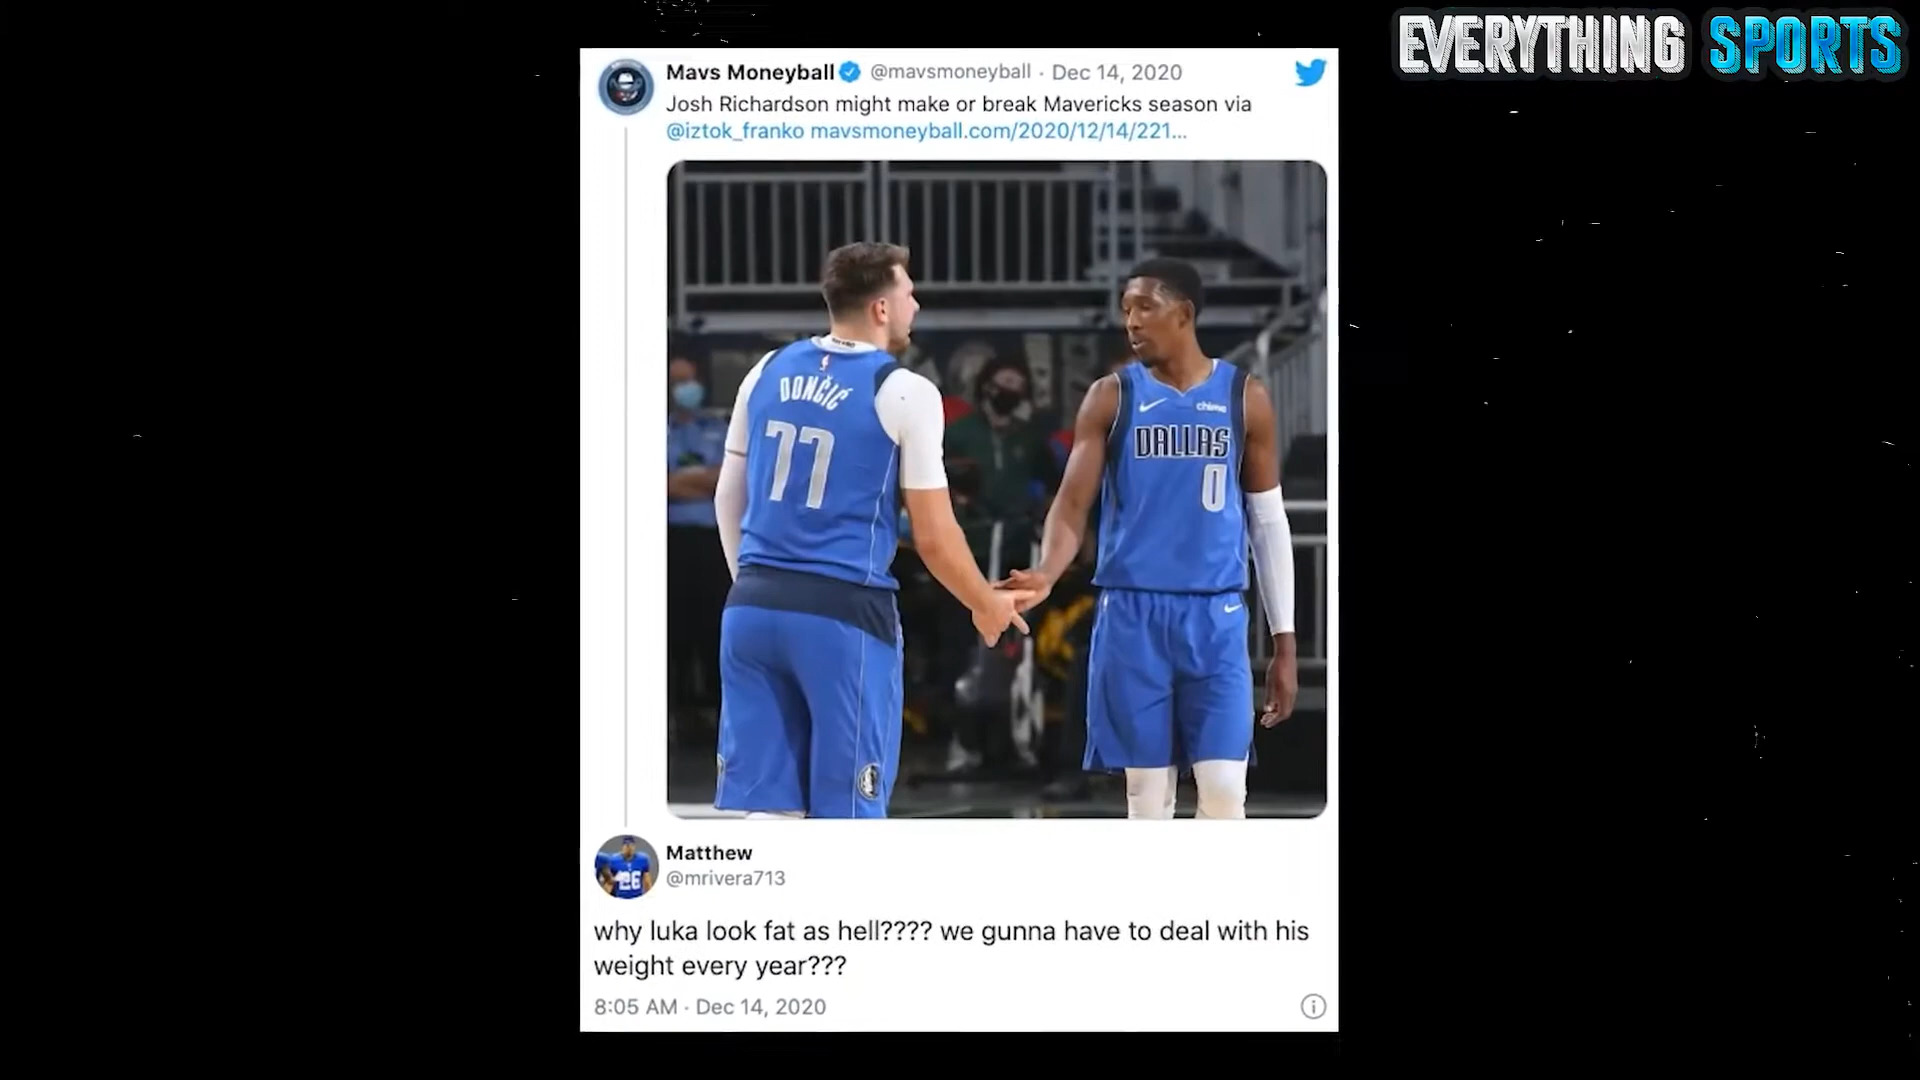 EVERYTHING SPORTS
Mavs Moneyball @mavsmoneyball · Dec 14, 2020
Josh Richardson might make or break Mavericks season via
@iztok_franko mavsmoneyball.com/2020/12/14/221...
DONČIĆ
77
chime
DALLAS
0
26
Matthew
@mrivera713
why luka look fat as hell???? we gunna have to deal with his
weight every year???
8:05 AM · Dec 14, 2020